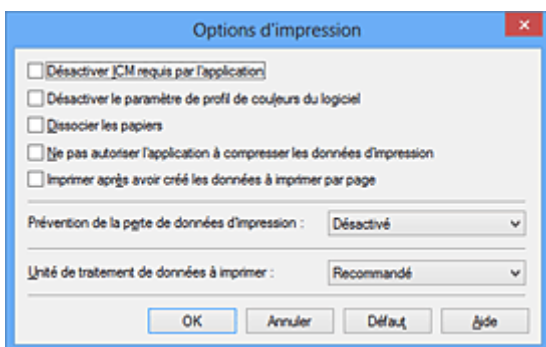 Options d'impression
Désactiver ICM requis par l'application
Désactiver le paramètre de profil de couleurs du logiciel
Dissocier les papiers
Ne pas autoriser l'application à compresser les données d'impression
Imprimer après avoir créé les données à imprimer par page
Prévention de la perte de données d'impression : Désactivé
Unité de traitement de données à imprimer : Recommandé
OK Annuler Défaut Aide